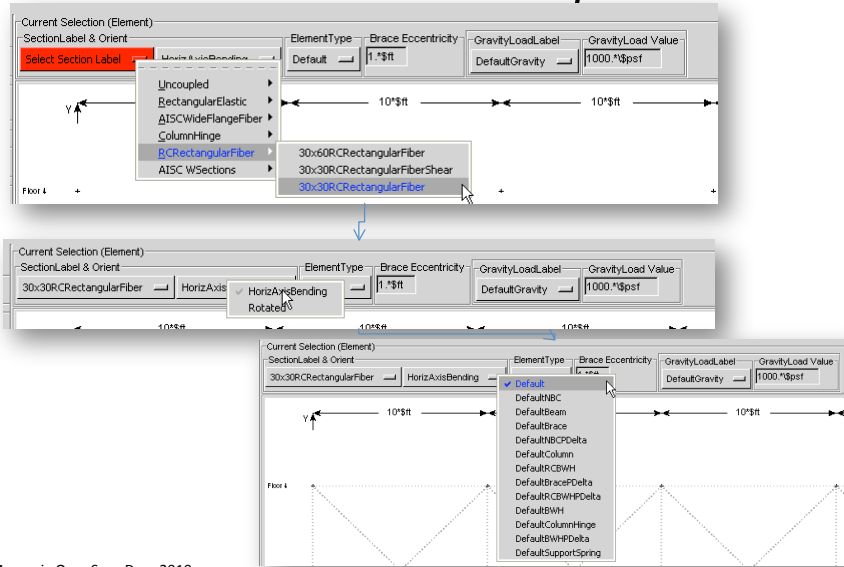 Current Selection (Element)
SectionLabel & Orient ElementType Brace Eccentricity GravityLoadLabel GravityLoad Value
Select Section Label HorizAxisBending Default 1.*$ft DefaultGravity 1000.*\$psf
Uncoupled
RectangularElastic
AISCWideFlangeFiber
ColumnHinge
RCRectangularFiber
AISC WSections
30x60RCRectangularFiber
30x30RCRectangularFiberShear
30x30RCRectangularFiber
Y 10*$ft 10*$ft
Floor 4
Current Selection (Element)
SectionLabel & Orient ElementType Brace Eccentricity GravityLoadLabel GravityLoad Value
30x30RCRectangularFiber HorizAxis 1.*$ft DefaultGravity 1000.*\$psf
HorizAxisBending
Rotated
10*$ft 10*$ft 10*$ft
Current Selection (Element)
SectionLabel & Orient ElementType Brace Eccentricity GravityLoadLabel GravityLoad Value
30x30RCRectangularFiber HorizAxisBending DefaultGravity 1000.*\$psf
Default
DefaultNBC
DefaultBeam
DefaultBrace
DefaultNBCPDelta
DefaultColumn
DefaultRCBWH
DefaultBracePDelta
DefaultRCBWHPDelta
DefaultBWH
DefaultColumnHinge
DefaultBWHPDelta
DefaultSupportSpring
Y 10*$ft 10*$ft
Floor 4